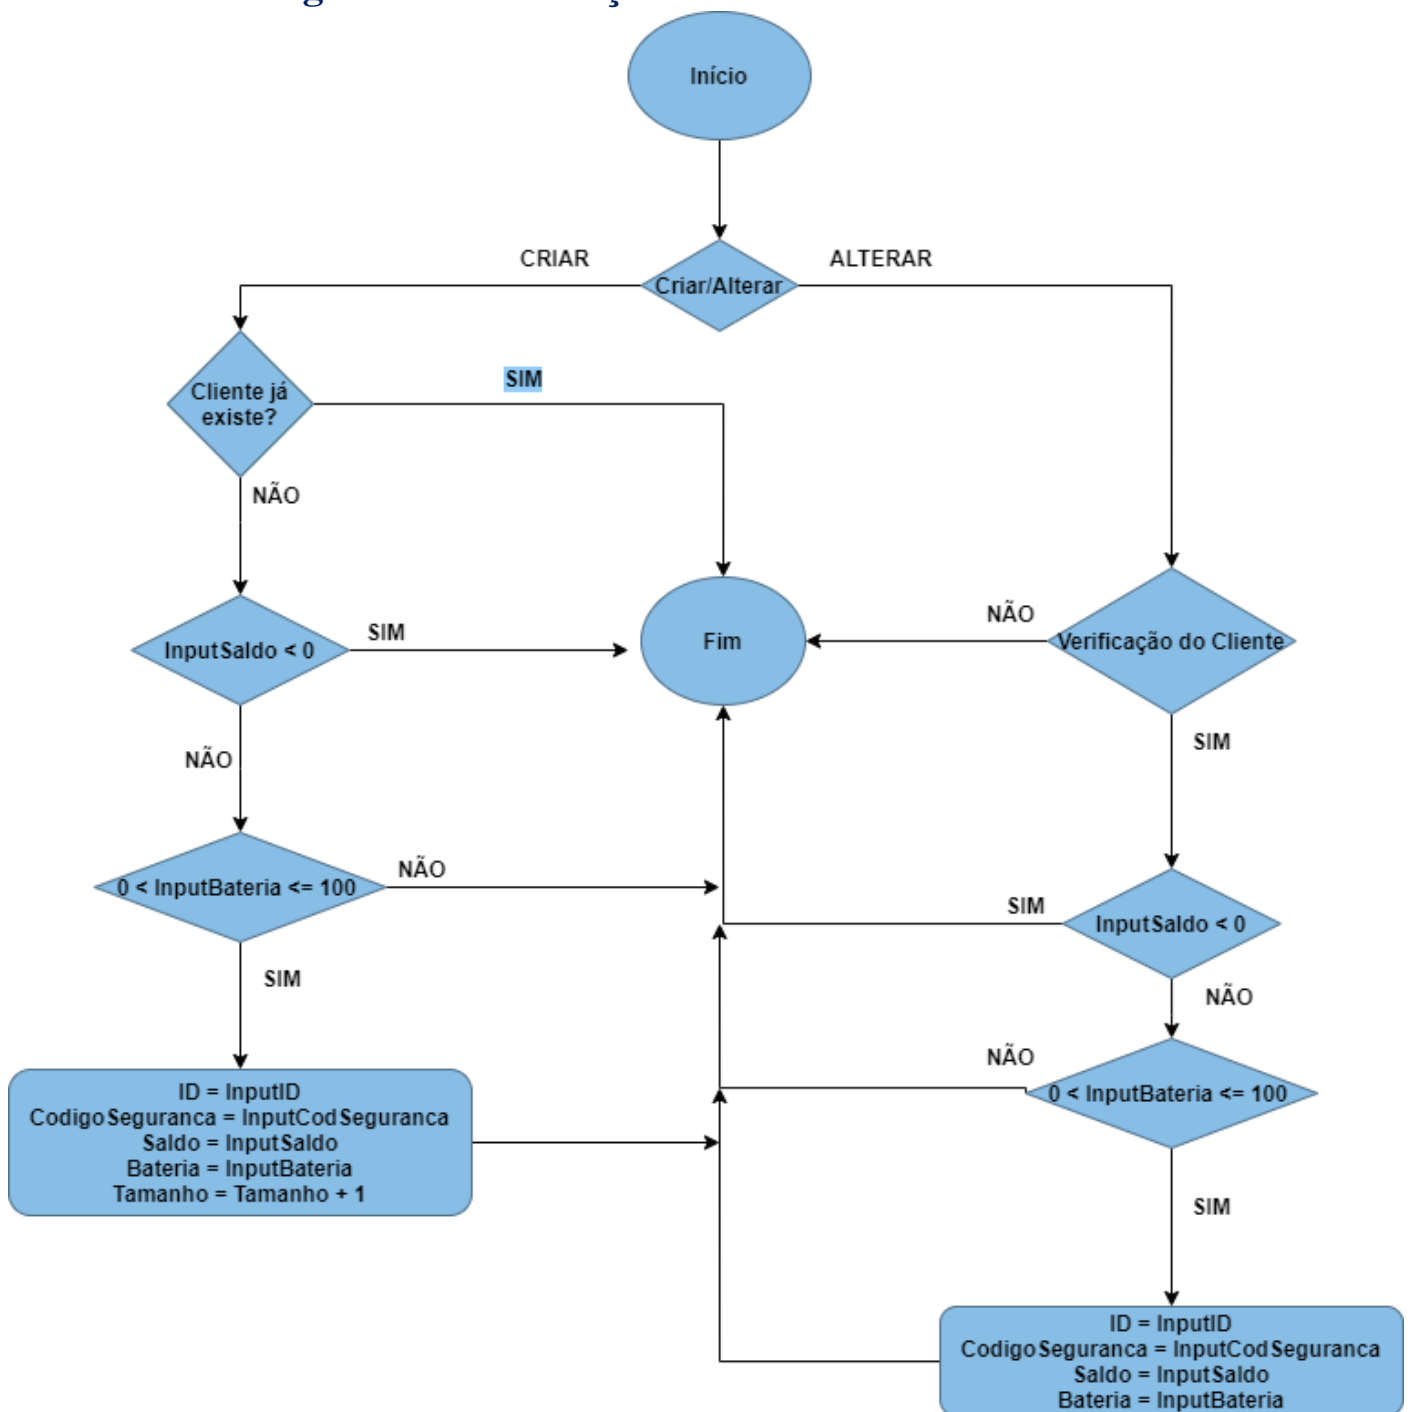 Início
CRIAR
ALTERAR
Criar/Alterar
SIM
Cliente já
existe?
NÃO
NÃO
SIM
InputSaldo < 0
Fim
Verificação do Cliente
SIM
NÃO
NÃO
0 < InputBateria <= 100
SIM
InputSaldo < 0
SIM
NÃO
NÃO
0 < InputBateria <= 100
ID = InputID
CodigoSeguranca = InputCodSeguranca
Saldo = InputSaldo
Bateria = InputBateria
Tamanho = Tamanho + 1
SIM
ID = InputID
CodigoSeguranca = InputCodSeguranca
Saldo = InputSaldo
Bateria = InputBateria